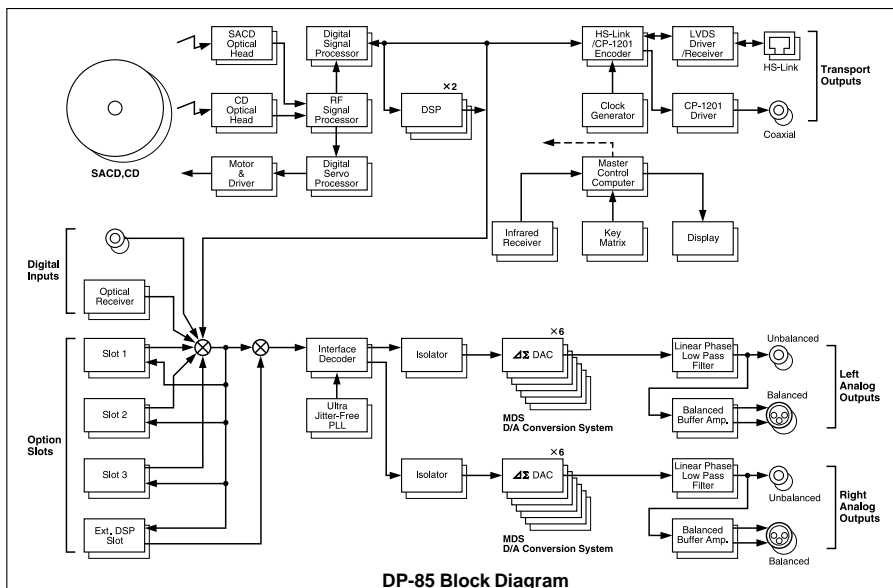 SACD
Optical
Head
Digital
Signal
Processor
HS-Link
/CP-1201
Encoder
LVDS
Driver
/Receiver
HS-Link
Transport
Outputs
CD
Optical
Head
RF
Signal
Processor
×2
DSP
Clock
Generator
CP-1201
Driver
Coaxial
SACD,CD
Motor
&
Driver
Digital
Servo
Processor
Master
Control
Computer
Infrared
Receiver
Key
Matrix
Display
Digital
Inputs
Optical
Receiver
Option
Slots
Slot 1
Slot 2
Slot 3
Ext. DSP
Slot
Interface
Decoder
Ultra
Jitter-Free
PLL
Isolator
×6
ΔΣ DAC
MDS
D/A Conversion System
Linear Phase
Low Pass
Filter
Unbalanced
Balanced
Buffer Amp.
Balanced
Left
Analog
Outputs
Isolator
×6
ΔΣ DAC
MDS
D/A Conversion System
Linear Phase
Low Pass
Filter
Unbalanced
Balanced
Buffer Amp.
Balanced
Right
Analog
Outputs
DP-85 Block Diagram